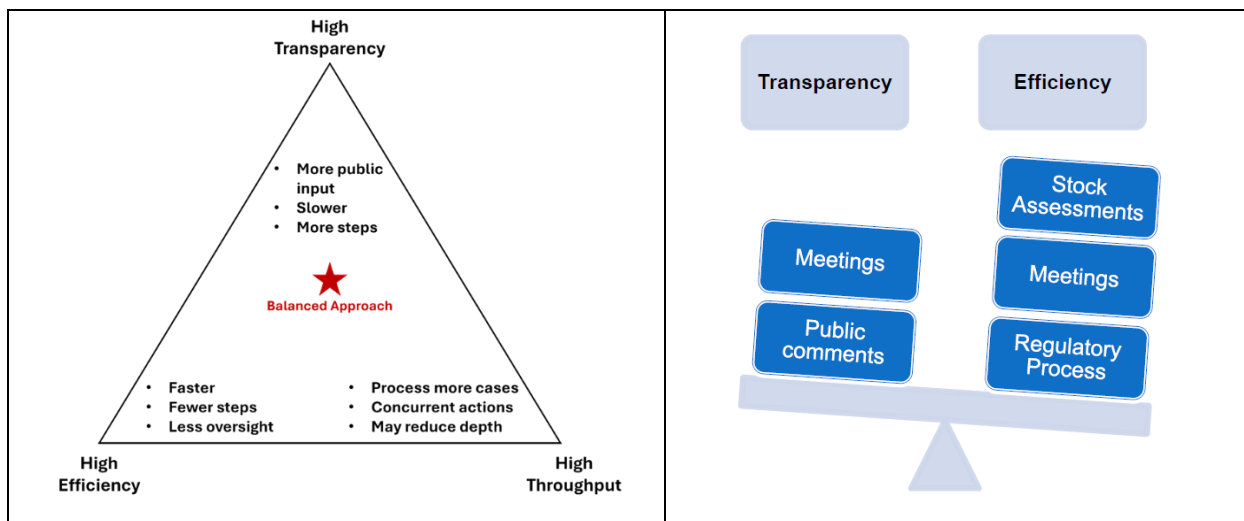 High
Transparency
• More public
input
• Slower
• More steps
Balanced Approach
• Faster
• Fewer steps
• Less oversight
• Process more cases
• Concurrent actions
• May reduce depth
High
Efficiency
High
Throughput
Transparency
Efficiency
Meetings
Public
comments
Stock
Assessments
Meetings
Regulatory
Process